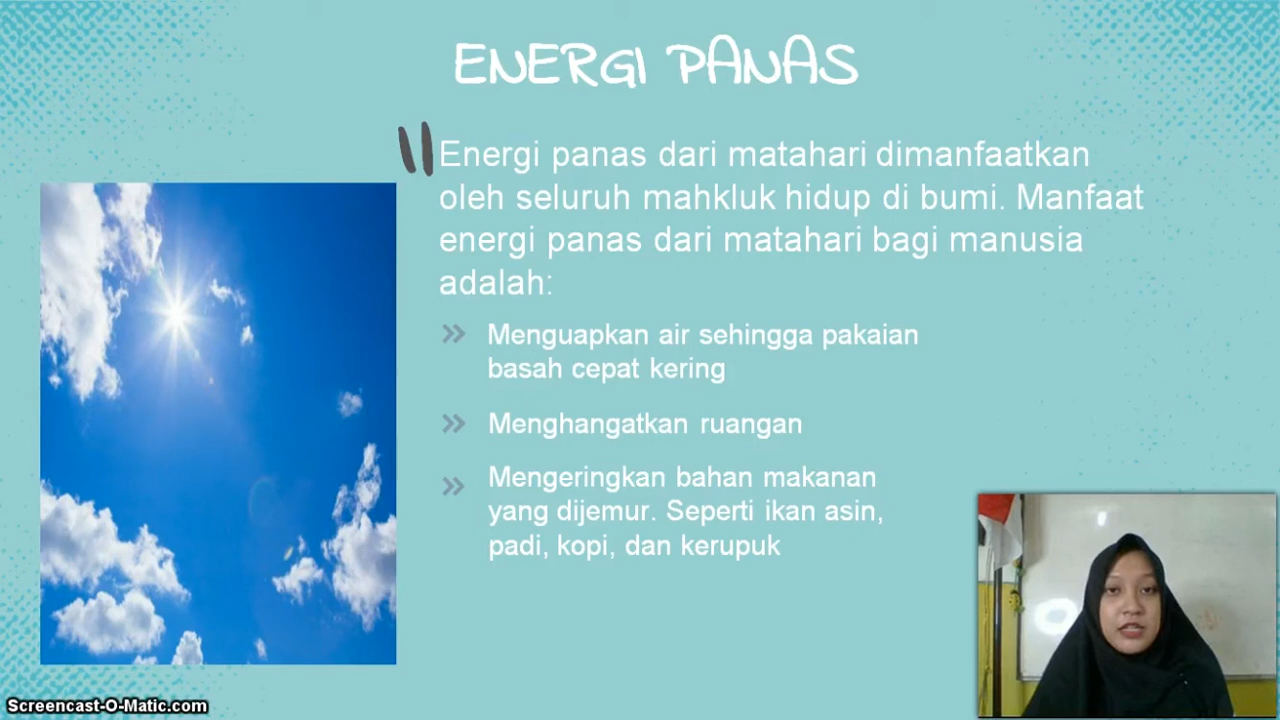 ENERGI PANAS
Energi panas dari matahari dimanfaatkan
oleh seluruh mahkluk hidup di bumi. Manfaat
energi panas dari matahari bagi manusia
adalah:
Menguapkan air sehingga pakaian
basah cepat kering
Menghangatkan ruangan
Mengeringkan bahan makanan
yang dijemur. Seperti ikan asin,
padi, kopi, dan kerupuk
Screencast-O-Matic.com